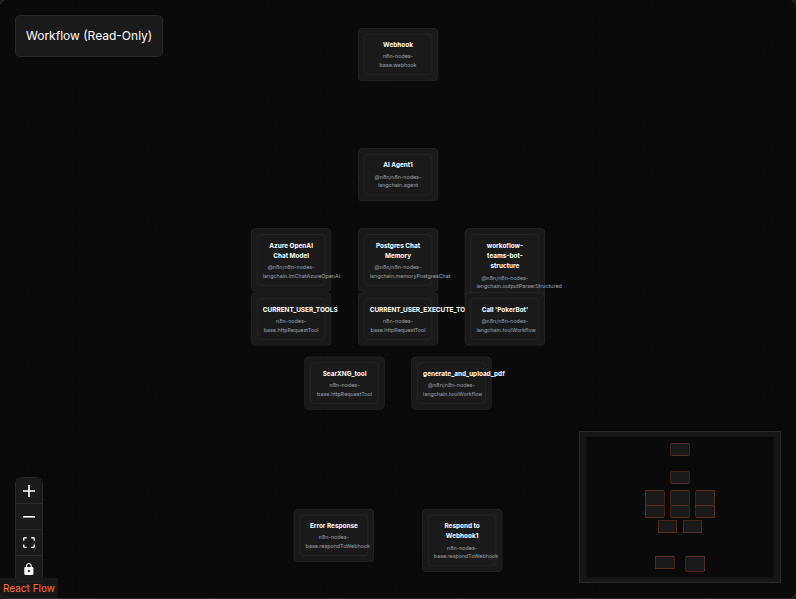 Workflow (Read-Only)
Webhook
n8n-nodes-
base.webhook
AI Agent1
@n8n/n8n-nodes-
langchain.agent
Azure OpenAI
Chat Model
@n8n/n8n-nodes-
langchain.lmChatAzureOpenAi
Postgres Chat
Memory
@n8n/n8n-nodes-
langchain.memoryPostgresChat
workoflow-
teams-bot-
structure
@n8n/n8n-nodes-
langchain.outputParserStructured
CURRENT_USER_TOOLS
n8n-nodes-
base.httpRequestTool
CURRENT_USER_EXECUTE_TO
n8n-nodes-
base.httpRequestTool
Call 'PokerBot'
@n8n/n8n-nodes-
langchain.toolWorkflow
SearXNG_tool
n8n-nodes-
base.httpRequestTool
generate_and_upload_pdf
@n8n/n8n-nodes-
langchain.toolWorkflow
Error Response
n8n-nodes-
base.respondToWebhook
Respond to
Webhook1
n8n-nodes-
base.respondToWebhook
React Flow